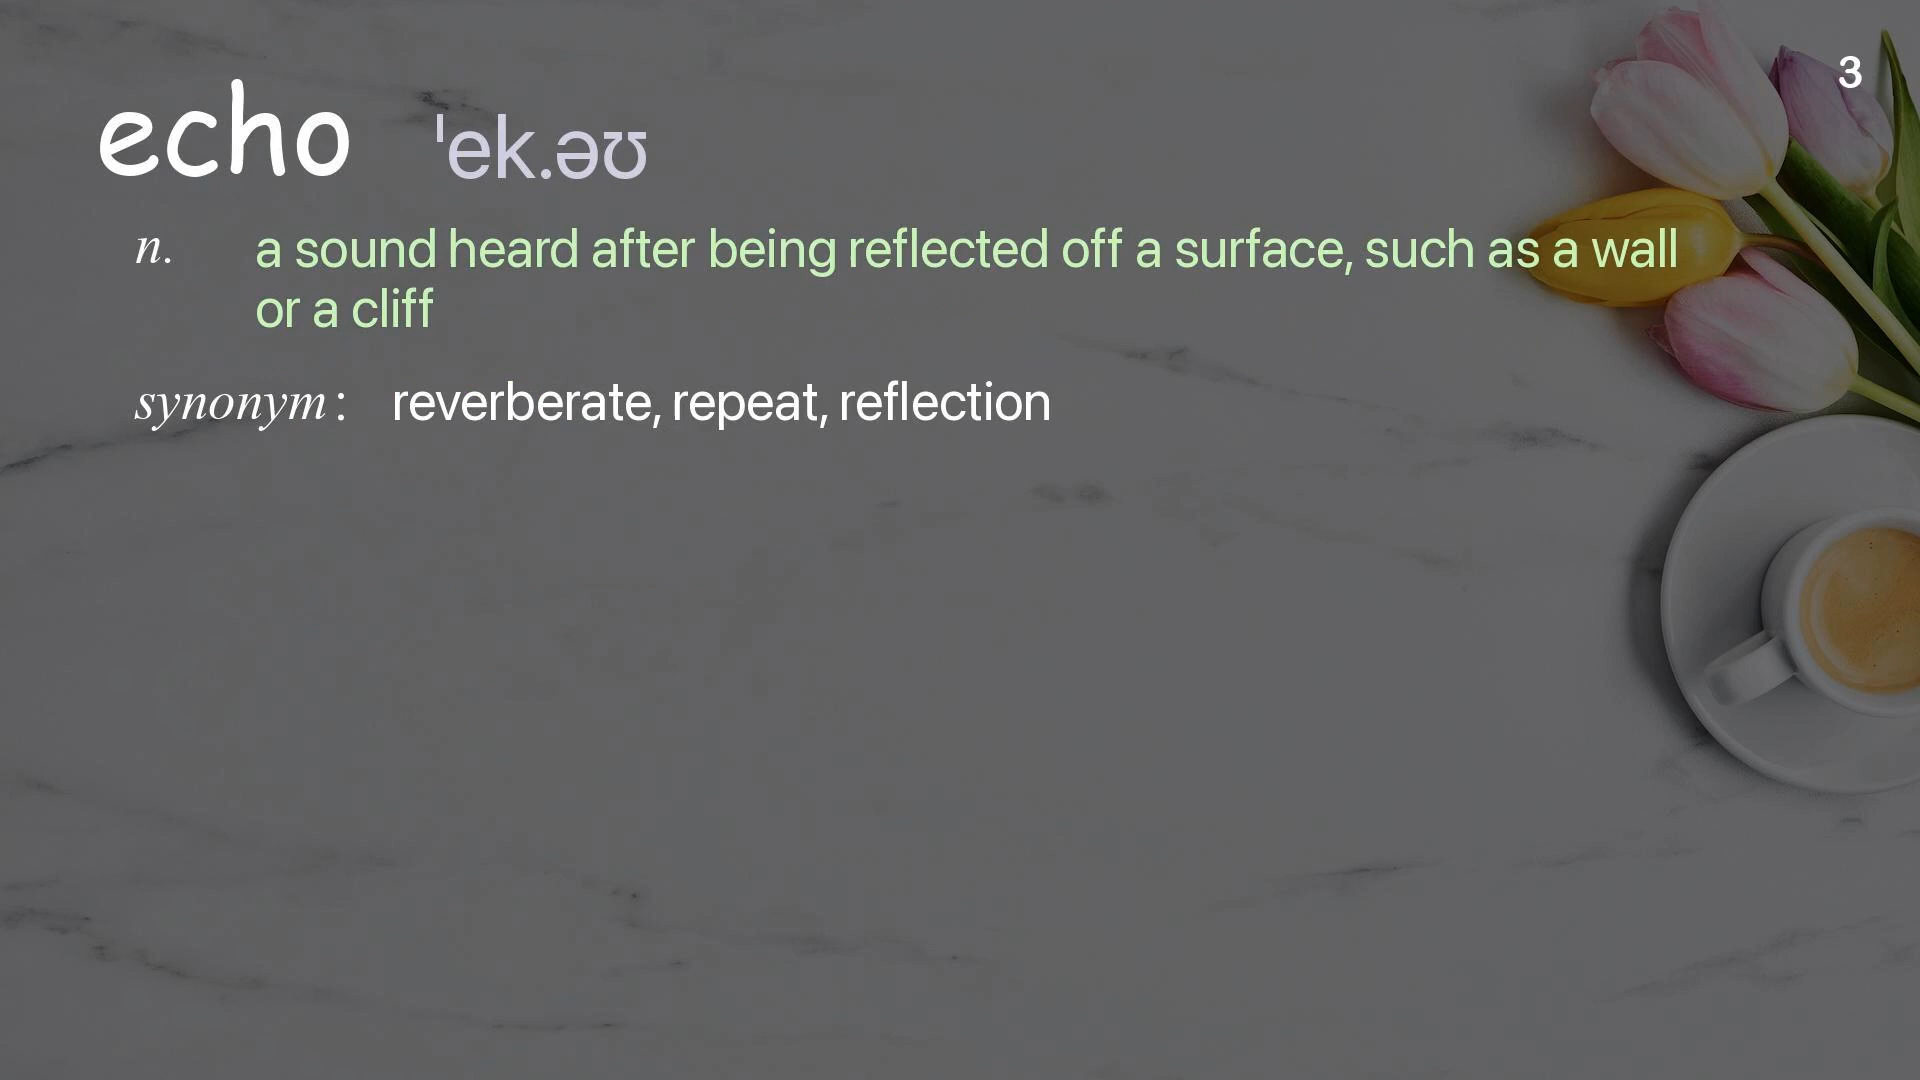 3
echo ˈek.əʊ
n. a sound heard after being reflected off a surface, such as a wall
or a cliff
synonym : reverberate, repeat, reflection